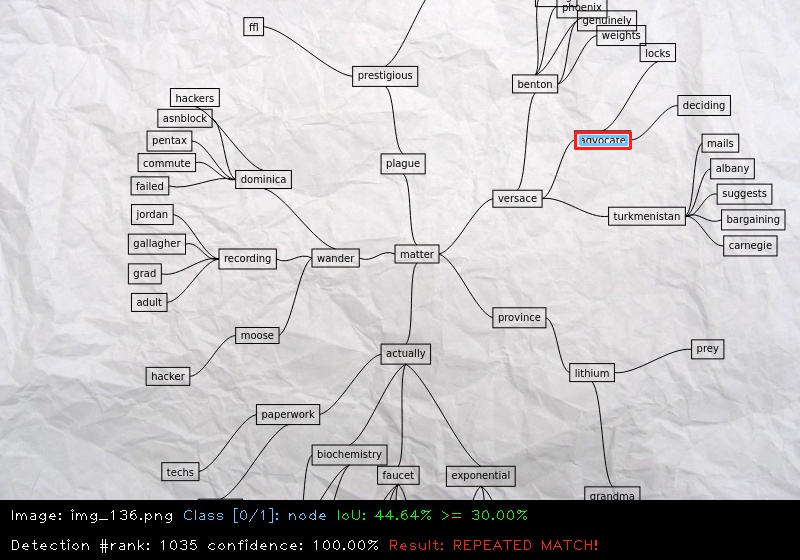 phoenix
genuinely
weights
ffl
locks
prestigious
benton
hackers
deciding
asnblock
pentax
advocate
mails
commute
plague
albany
dominica
failed
suggests
versace
jordan
turkmenistan
bargaining
gallagher
carnegie
matter
recording
wander
grad
adult
province
moose
prey
actually
lithium
hacker
paperwork
biochemistry
techs
faucet
exponential
grandma
Image: img_136.png Class [0/1]: node IoU: 44.64% >= 30.00%
Detection #rank: 1035 confidence: 100.00% Result: REPEATED MATCH!